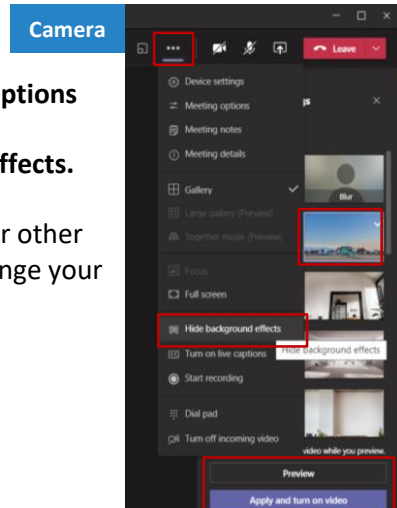 Camera
ptions
ffects.
r other
nge your
Leave
Device settings
Meeting options
gs
Meeting notes
Meeting details
Blur
Gallery
Large gallery (Preview)
Together mode (Preview)
Focus
Full screen
Hide background effects
Turn on live captions
Hide background effects
Start recording
Dial pad
Turn off incoming video
video while you preview.
Preview
Apply and turn on video